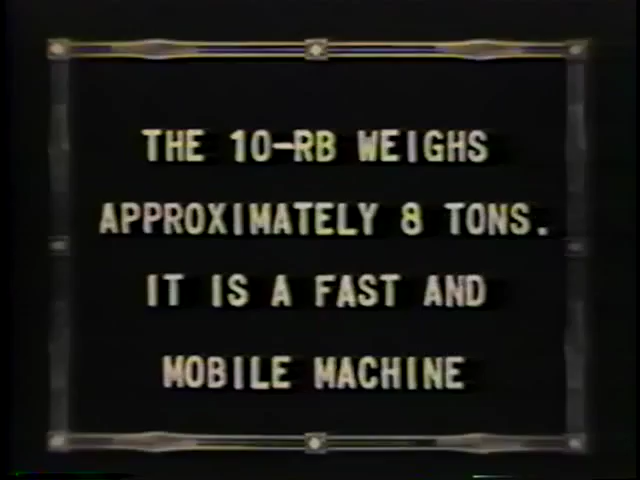 THE 10-RB WEIGHS
APPROXIMATELY 8 TONS.
IT IS A FAST AND
MOBILE MACHINE